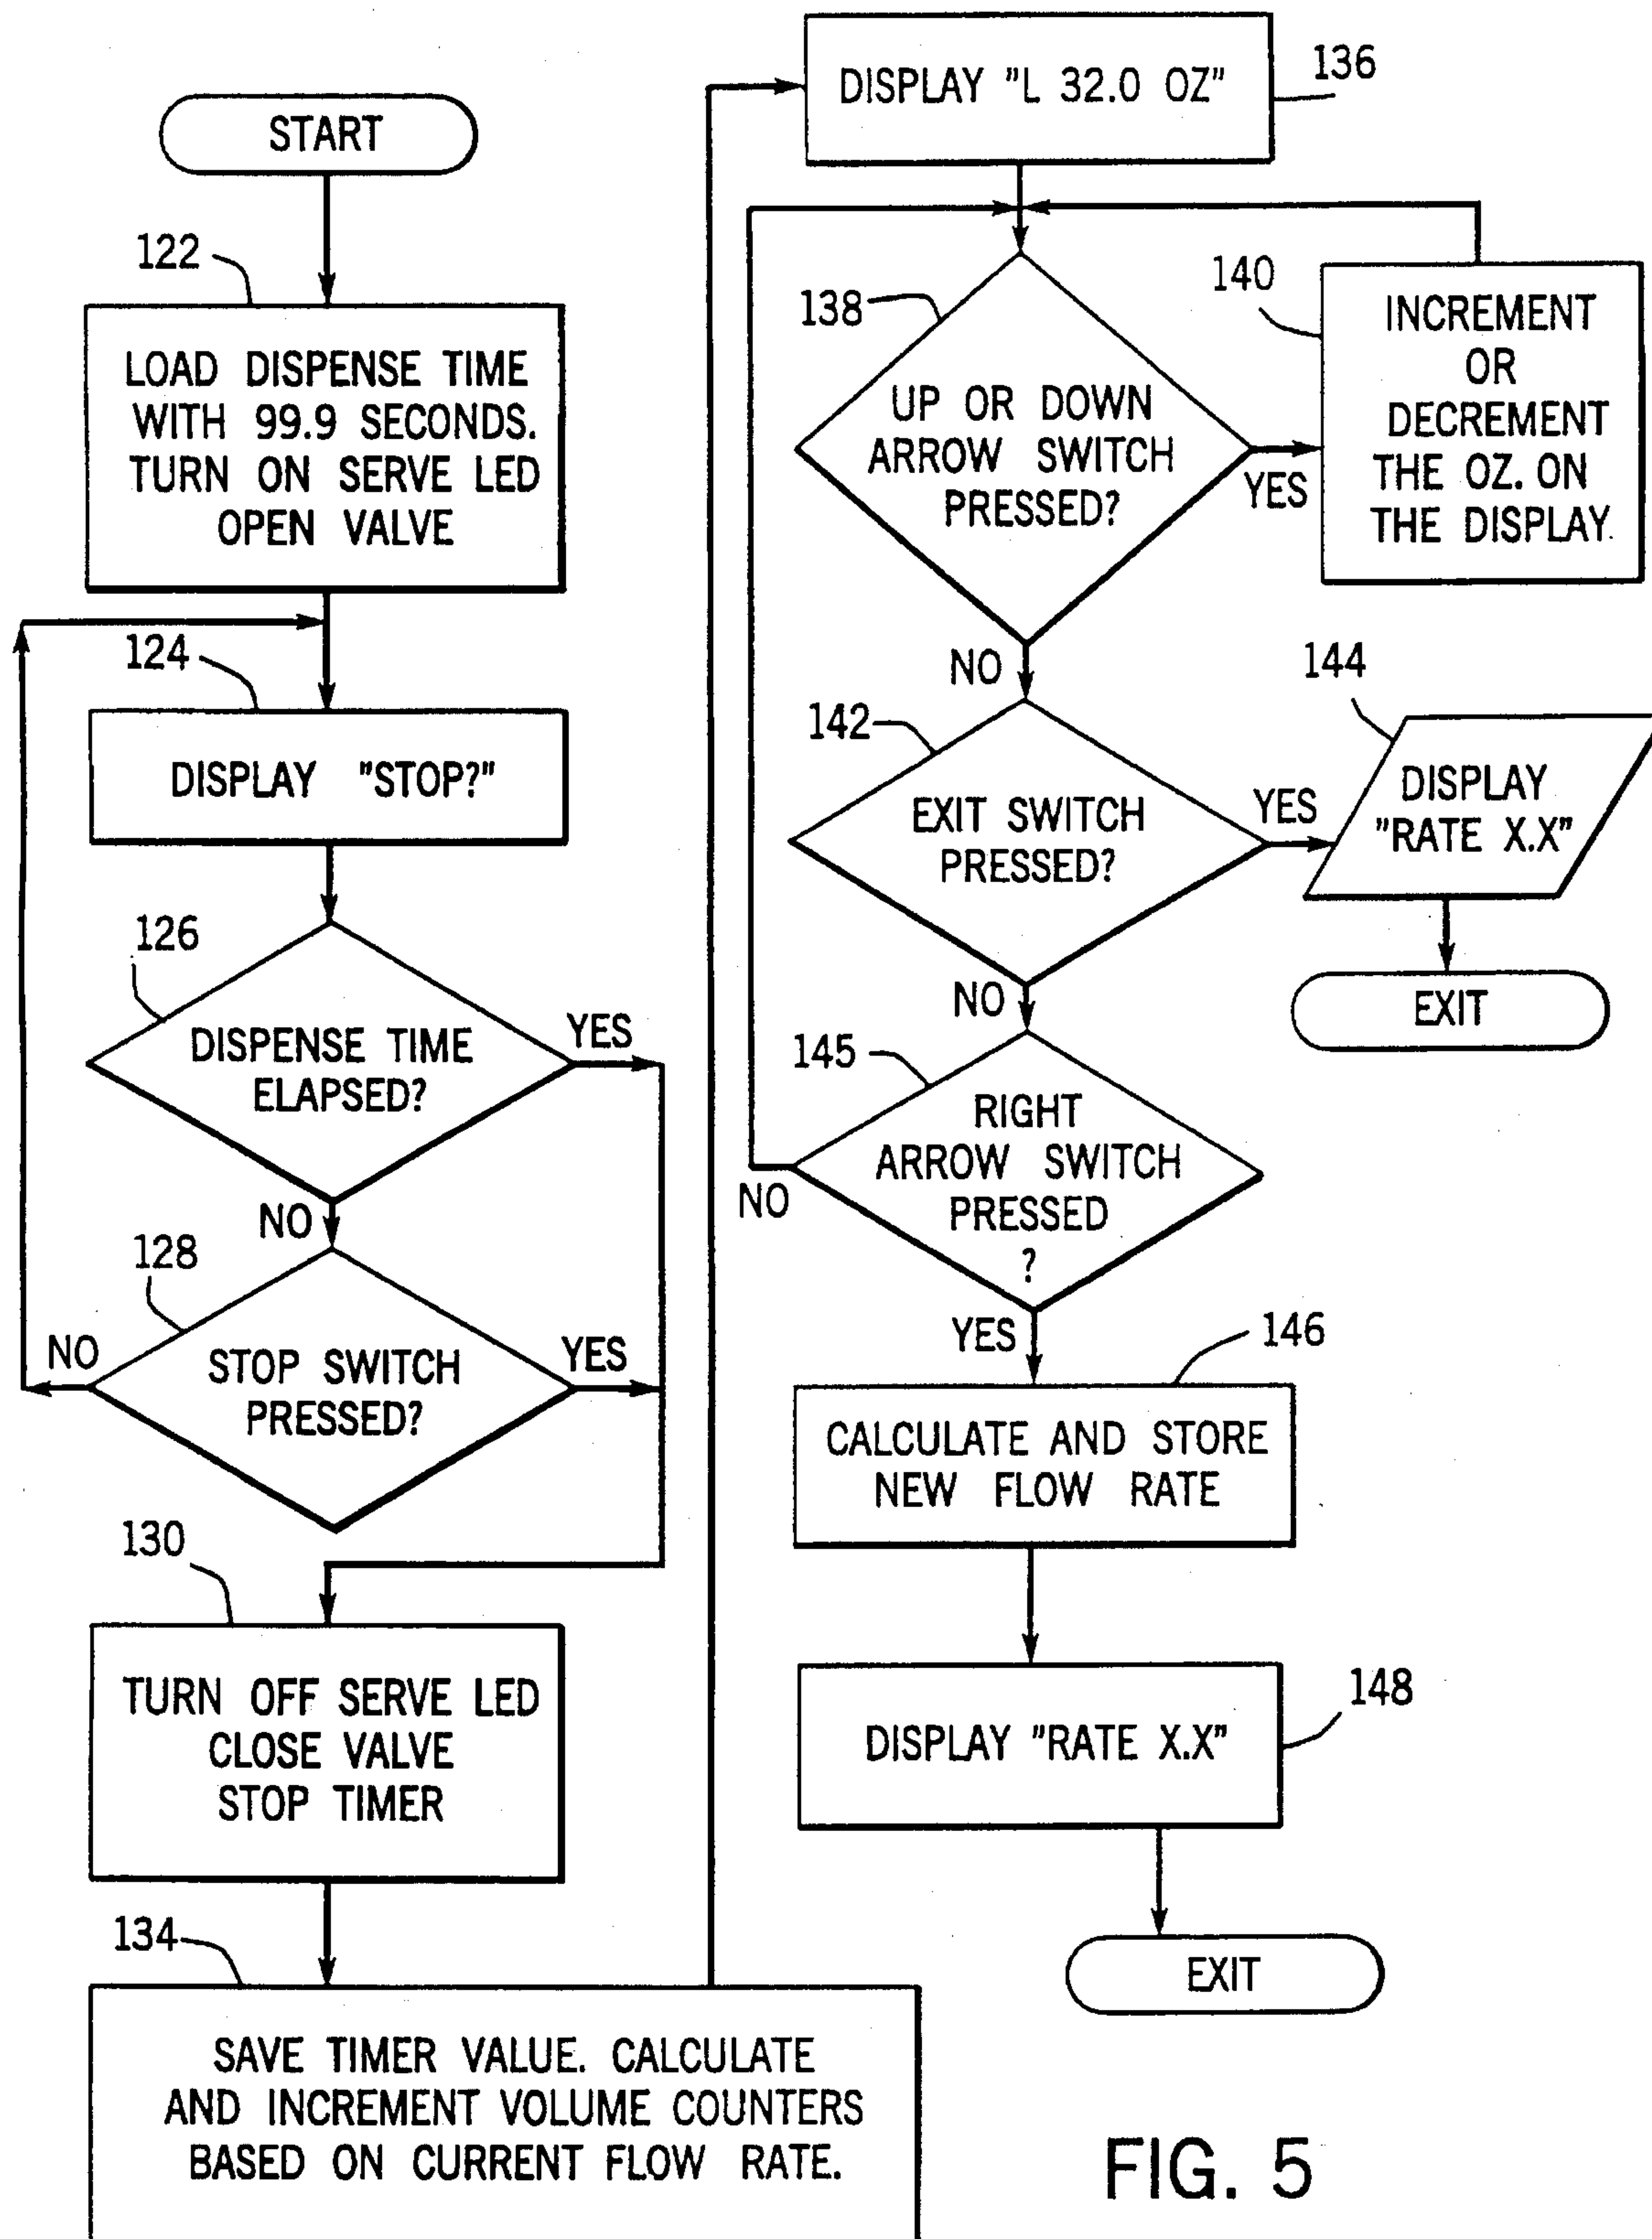 START
122
LOAD DISPENSE TIME
WITH 99.9 SECONDS.
TURN ON SERVE LED
OPEN VALVE
124
DISPLAY "STOP?"
126
DISPENSE TIME
ELAPSED?
YES
NO
128
STOP SWITCH
PRESSED?
NO
YES
130
TURN OFF SERVE LED
CLOSE VALVE
STOP TIMER
134
SAVE TIMER VALUE. CALCULATE
AND INCREMENT VOLUME COUNTERS
BASED ON CURRENT FLOW RATE.
DISPLAY "L 32.0 OZ"
136
138
UP OR DOWN
ARROW SWITCH
PRESSED?
YES
NO
140
INCREMENT
OR
DECREMENT
THE OZ. ON
THE DISPLAY.
142
EXIT SWITCH
PRESSED?
YES
NO
144
DISPLAY
"RATE X.X"
EXIT
145
RIGHT
ARROW SWITCH
PRESSED
?
NO
YES
146
CALCULATE AND STORE
NEW FLOW RATE
148
DISPLAY "RATE X.X"
EXIT
FIG. 5